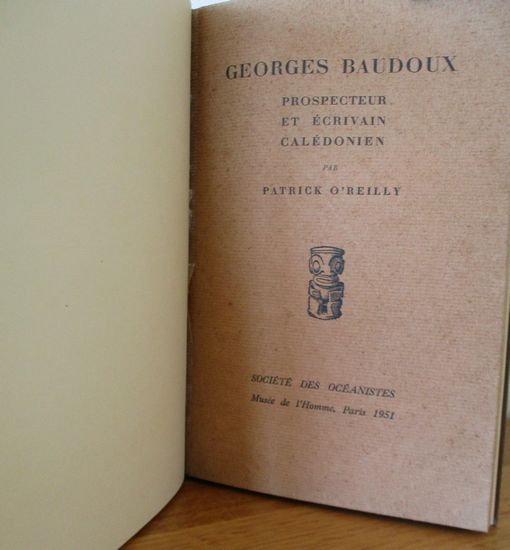 GEORGES BAUDOUX
PROSPECTEUR
ET ÉCRIVAIN
CALÉDONIEN
PAR
PATRICK O'REILLY
SOCIÉTÉ DES OCÉANISTES
Musée de l'Homme, Paris 1951